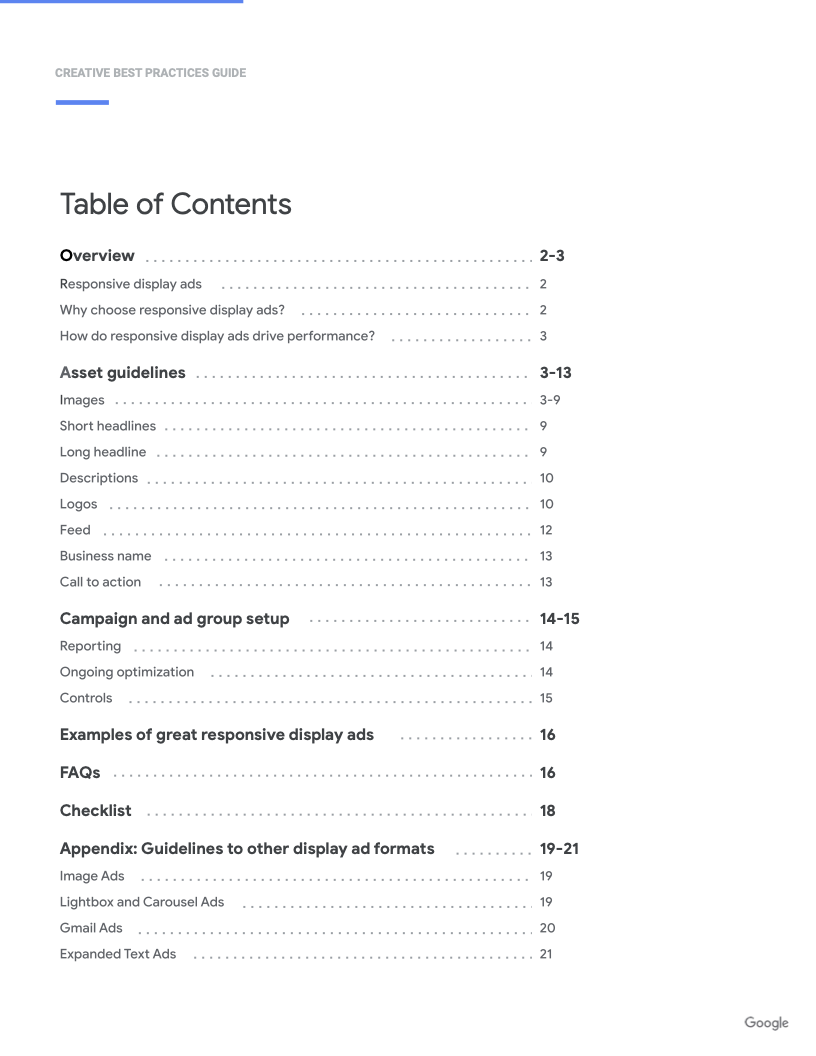 CREATIVE BEST PRACTICES GUIDE
Table of Contents
Overview . . . . . . . . . . . . . . . . . . . . . . . . . . . . . . . . . . . . . . . . . . . . . . . . 2-3
Responsive display ads . . . . . . . . . . . . . . . . . . . . . . . . . . . . . . . . . . . . . . . 2
Why choose responsive display ads? . . . . . . . . . . . . . . . . . . . . . . . . . . . . . 2
How do responsive display ads drive performance? . . . . . . . . . . . . . . . . . . 3
Asset guidelines . . . . . . . . . . . . . . . . . . . . . . . . . . . . . . . . . . . . . . . . . . 3-13
Images . . . . . . . . . . . . . . . . . . . . . . . . . . . . . . . . . . . . . . . . . . . . . . . . . . . . 3-9
Short headlines . . . . . . . . . . . . . . . . . . . . . . . . . . . . . . . . . . . . . . . . . . . . . . 9
Long headline . . . . . . . . . . . . . . . . . . . . . . . . . . . . . . . . . . . . . . . . . . . . . . . 9
Descriptions . . . . . . . . . . . . . . . . . . . . . . . . . . . . . . . . . . . . . . . . . . . . . . . . 10
Logos . . . . . . . . . . . . . . . . . . . . . . . . . . . . . . . . . . . . . . . . . . . . . . . . . . . . . 10
Feed . . . . . . . . . . . . . . . . . . . . . . . . . . . . . . . . . . . . . . . . . . . . . . . . . . . . . . 12
Business name . . . . . . . . . . . . . . . . . . . . . . . . . . . . . . . . . . . . . . . . . . . . . . 13
Call to action . . . . . . . . . . . . . . . . . . . . . . . . . . . . . . . . . . . . . . . . . . . . . . . 13
Campaign and ad group setup . . . . . . . . . . . . . . . . . . . . . . . . . . . . 14-15
Reporting . . . . . . . . . . . . . . . . . . . . . . . . . . . . . . . . . . . . . . . . . . . . . . . . . . 14
Ongoing optimization . . . . . . . . . . . . . . . . . . . . . . . . . . . . . . . . . . . . . . . . 14
Controls . . . . . . . . . . . . . . . . . . . . . . . . . . . . . . . . . . . . . . . . . . . . . . . . . . . 15
Examples of great responsive display ads . . . . . . . . . . . . . . . . . 16
FAQs . . . . . . . . . . . . . . . . . . . . . . . . . . . . . . . . . . . . . . . . . . . . . . . . . . . . . 16
Checklist . . . . . . . . . . . . . . . . . . . . . . . . . . . . . . . . . . . . . . . . . . . . . . . . . 18
Appendix: Guidelines to other display ad formats . . . . . . . . . . 19-21
Image Ads . . . . . . . . . . . . . . . . . . . . . . . . . . . . . . . . . . . . . . . . . . . . . . . . . 19
Lightbox and Carousel Ads . . . . . . . . . . . . . . . . . . . . . . . . . . . . . . . . . . . . 19
Gmail Ads . . . . . . . . . . . . . . . . . . . . . . . . . . . . . . . . . . . . . . . . . . . . . . . . . 20
Expanded Text Ads . . . . . . . . . . . . . . . . . . . . . . . . . . . . . . . . . . . . . . . . . . 21
Google